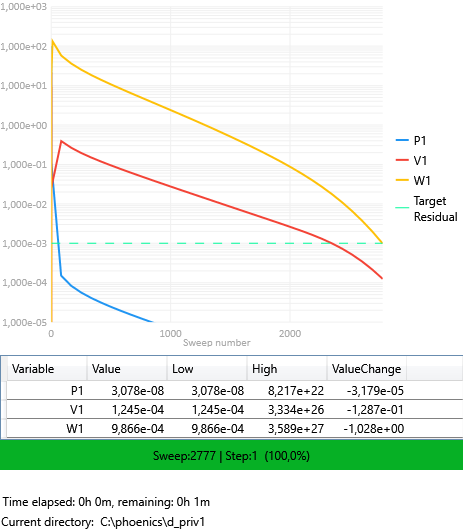 1,000e+03
1,000e+02
1,000e+01
1,000e+00
1,000e-01
1,000e-02
1,000e-03
1,000e-04
1,000e-05
0 1000 2000
Sweep number
P1
V1
W1
Target
Residual
Variable Value Low High ValueChange
P1 3,078e-08 3,078e-08 8,217e+22 -3,179e-05
V1 1,245e-04 1,245e-04 3,334e+26 -1,287e-01
W1 9,866e-04 9,866e-04 3,589e+27 -1,028e+00
Sweep:2777 | Step:1 (100,0%)
Time elapsed: 0h 0m, remaining: 0h 1m
Current directory: C:\phoenics\d_priv1